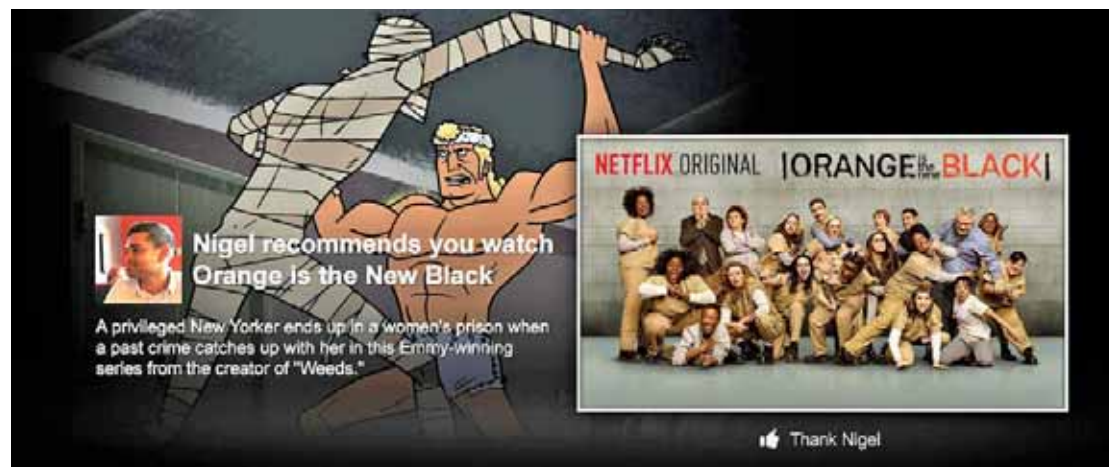 NETFLIX ORIGINAL |ORANGE is the new BLACK|
Nigel recommends you watch
Orange is the New Black
A privileged New Yorker ends up in a women's prison when
a past crime catches up with her in this Emmy-winning
series from the creator of "Weeds."
Thank Nigel